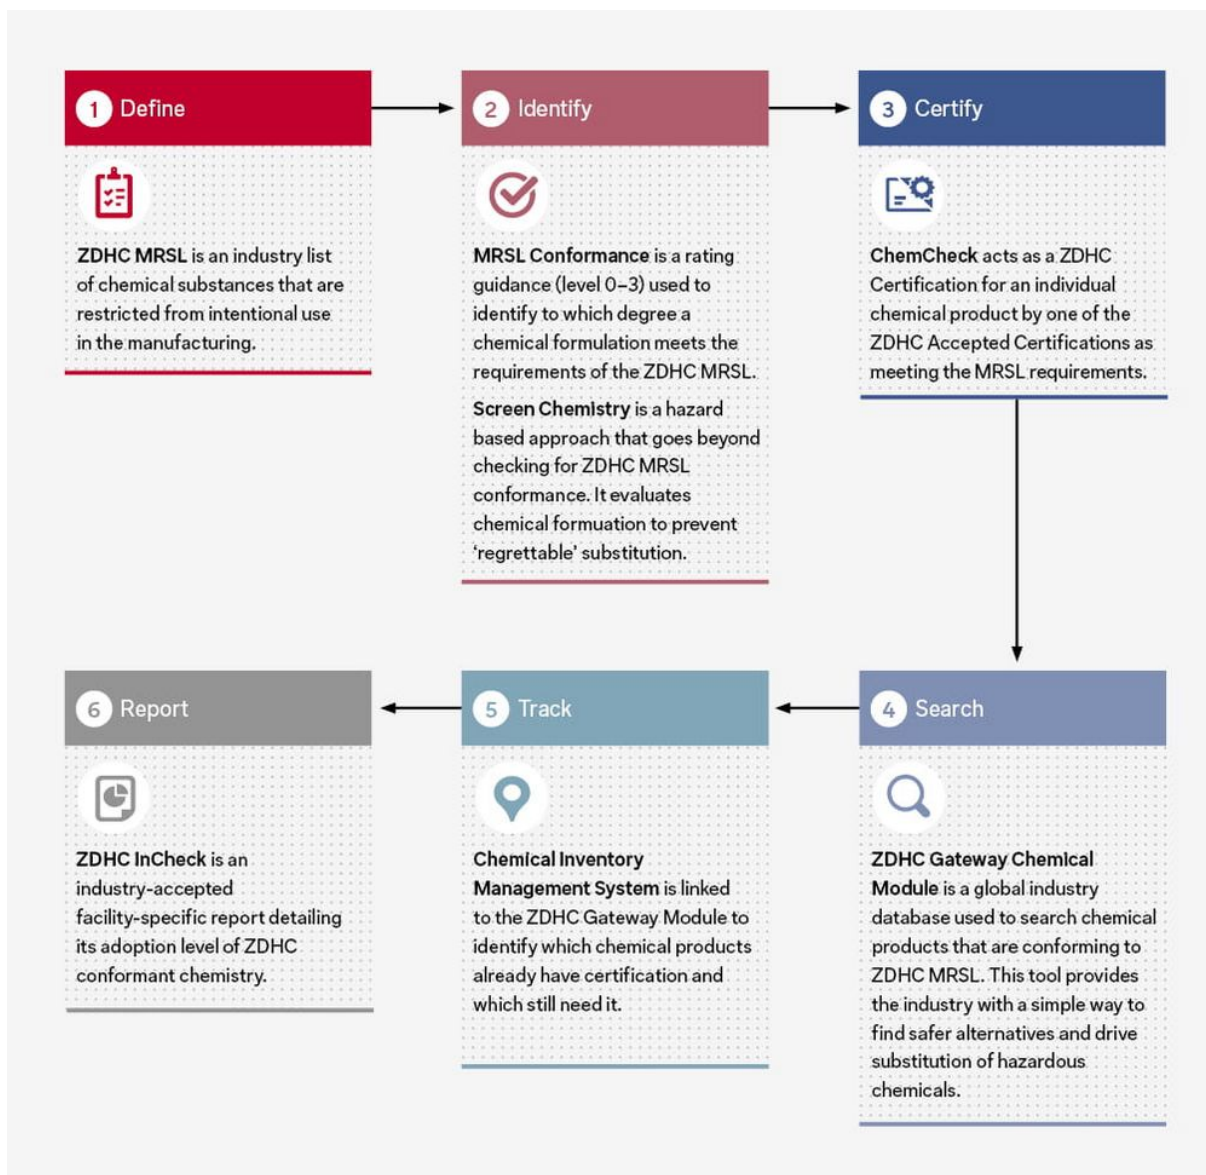 1 Define
ZDHC MRSL is an industry list
of chemical substances that are
restricted from intentional use
in the manufacturing.
2 Identify
MRSL Conformance is a rating
guidance (level 0–3) used to
identify to which degree a
chemical formulation meets the
requirements of the ZDHC MRSL.
Screen Chemistry is a hazard
based approach that goes beyond
checking for ZDHC MRSL
conformance. It evaluates
chemical formuation to prevent
‘regrettable’ substitution.
3 Certify
ChemCheck acts as a ZDHC
Certification for an individual
chemical product by one of the
ZDHC Accepted Certifications as
meeting the MRSL requirements.
4 Search
ZDHC Gateway Chemical
Module is a global industry
database used to search chemical
products that are conforming to
ZDHC MRSL. This tool provides
the industry with a simple way to
find safer alternatives and drive
substitution of hazardous
chemicals.
5 Track
Chemical Inventory
Management System is linked
to the ZDHC Gateway Module to
identify which chemical products
already have certification and
which still need it.
6 Report
ZDHC InCheck is an
industry-accepted
facility-specific report detailing
its adoption level of ZDHC
conformant chemistry.